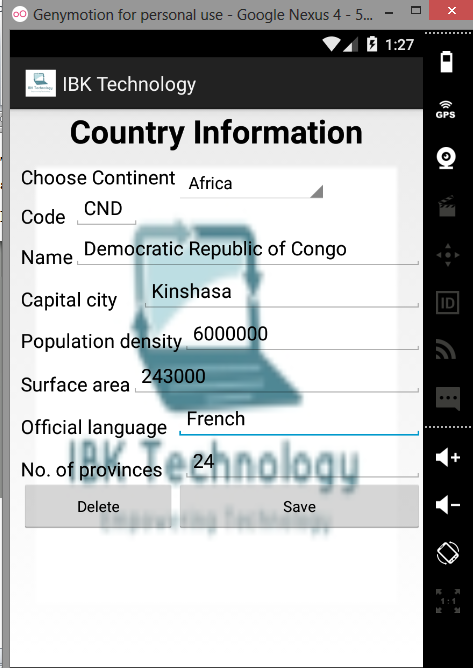 Genymotion for personal use - Google Nexus 4 - 5...
1:27
IBK Technology
Country Information
Choose Continent Africa
Code CND
Name Democratic Republic of Congo
Capital city Kinshasa
Population density 6000000
Surface area 243000
Official language French
No. of provinces 24
IBK Technology
Delete Save
Empowering Technology
GPS
ID
1:1